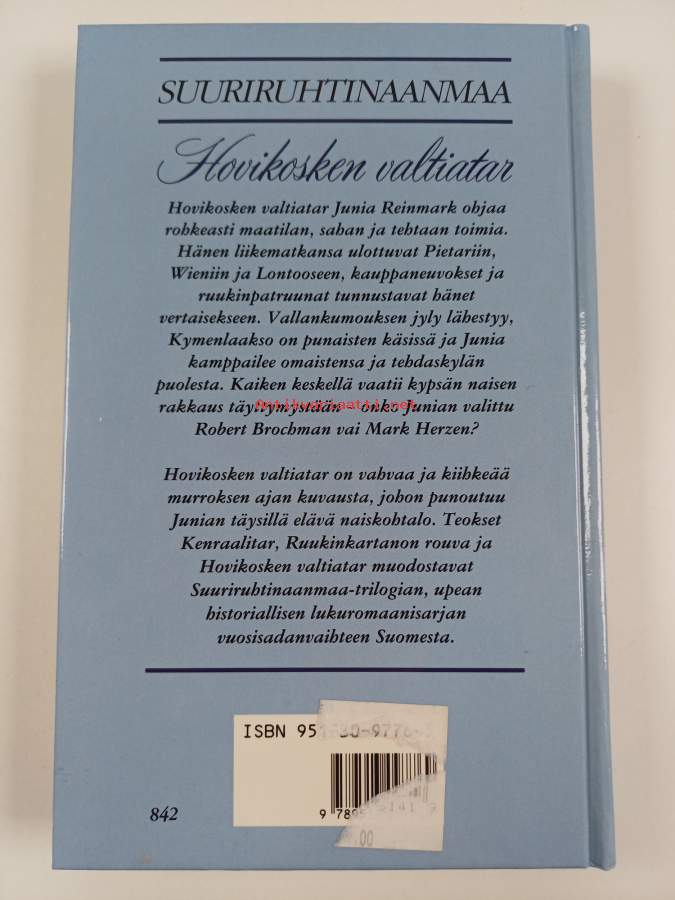 SUURIRUHTINAANMAA
Hovikosken valtiatar
Hovikosken valtiatar Junia Reinmark ohjaa
rohkeasti maatilan, sahan ja tehtaan toimia.
Hänen liikematkansa ulottuvat Pietariin,
Wieniin ja Lontooseen, kauppaneuvokset ja
ruukinpatruunat tunnustavat hänet
vertaisekseen. Vallankumouksen jyly lähestyy,
Kymenlaakso on punaisten käsissä ja Junia
kamppailee omaistensa ja tehdaskylän
puolesta. Kaiken keskellä vaatii kypsän naisen
rakkaus täyttymystään – onko Junian valittu
Antikvariaatti.net
Robert Brochman vai Mark Herzen?
Hovikosken valtiatar on vahvaa ja kiihkeää
murroksen ajan kuvausta, johon punoutuu
Junian täysillä elävä naiskohtalo. Teokset
Kenraalitar, Ruukinkartanon rouva ja
Hovikosken valtiatar muodostavat
Suuriruhtinaanmaa-trilogian, upean
historiallisen lukuromaanisarjan
vuosisadanvaihteen Suomesta.
ISBN
842